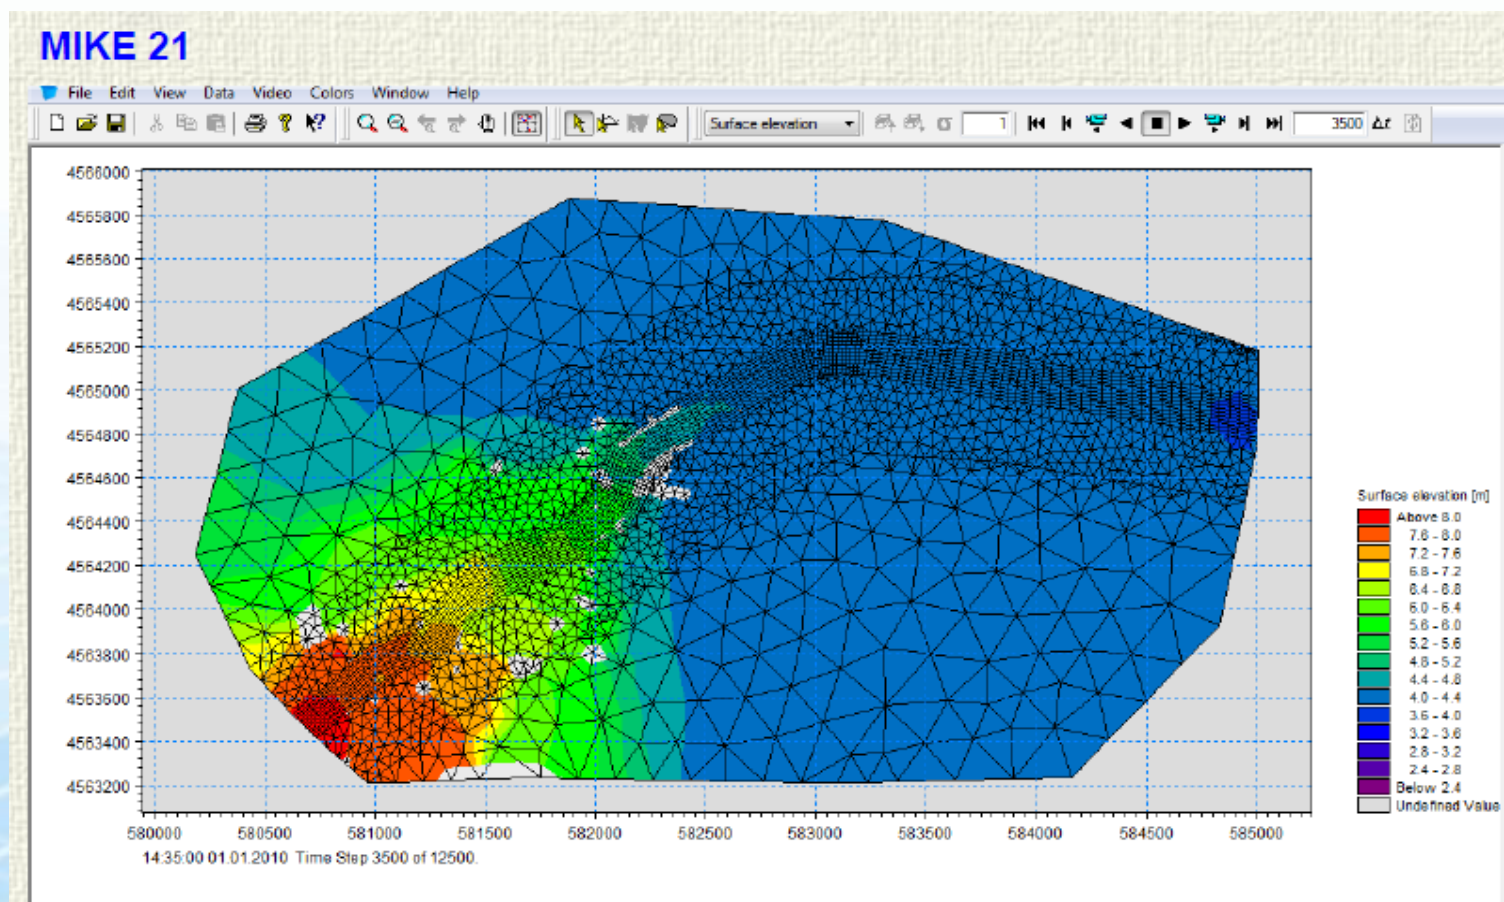 MIKE 21
File Edit View Data Video Colors Window Help
Surface elevation 1 3500 Δt
4566000
4565800
4565600
4565400
4565200
4565000
4564800
4564600
4564400
4564200
4564000
4563800
4563600
4563400
4563200
580000 580500 581000 581500 582000 582500 583000 583500 584000 584500 585000
14:35:00 01.01.2010 Time Step 3500 of 12500.
Surface elevation [m]
Above 8.0
7.6 - 8.0
7.2 - 7.6
6.8 - 7.2
6.4 - 6.8
6.0 - 6.4
5.6 - 6.0
5.2 - 5.6
4.8 - 5.2
4.4 - 4.8
4.0 - 4.4
3.6 - 4.0
3.2 - 3.6
2.8 - 3.2
2.4 - 2.8
Below 2.4
Undefined Value